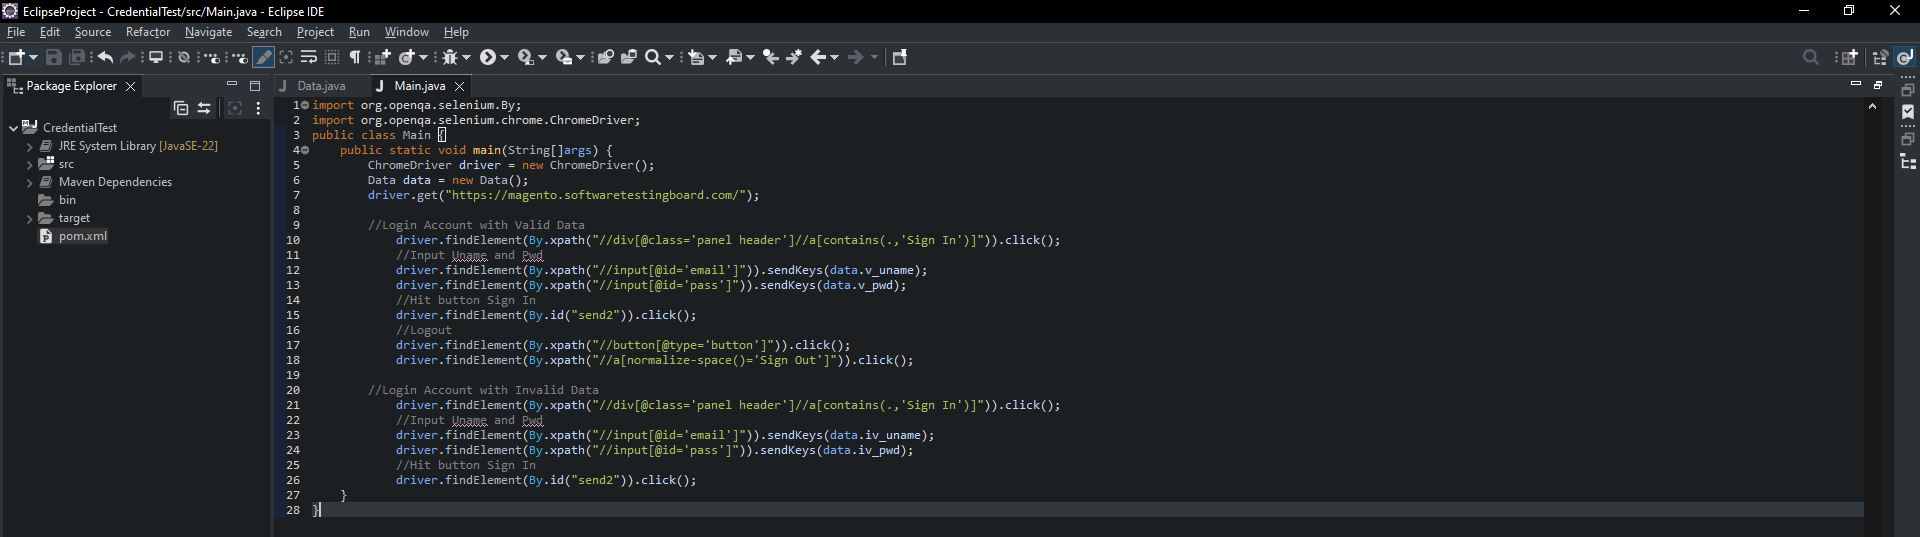 EclipseProject - CredentialTest/src/Main.java - Eclipse IDE
File Edit Source Refactor Navigate Search Project Run Window Help
Package Explorer
Data.java Main.java
CredentialTest
JRE System Library [JavaSE-22]
src
Maven Dependencies
bin
target
pom.xml
1 import org.openqa.selenium.By;
2 import org.openqa.selenium.chrome.ChromeDriver;
3 public class Main {
4 public static void main(String[]args) {
5 ChromeDriver driver = new ChromeDriver();
6 Data data = new Data();
7 driver.get("https://magento.softwaretestingboard.com/");
8
9 //Login Account with Valid Data
10 driver.findElement(By.xpath("//div[@class='panel header']//a[contains(.,'Sign In')]")).click();
11 //Input Uname and Pwd
12 driver.findElement(By.xpath("//input[@id='email']")).sendKeys(data.v_uname);
13 driver.findElement(By.xpath("//input[@id='pass']")).sendKeys(data.v_pwd);
14 //Hit button Sign In
15 driver.findElement(By.id("send2")).click();
16 //Logout
17 driver.findElement(By.xpath("//button[@type='button']")).click();
18 driver.findElement(By.xpath("//a[normalize-space()='Sign Out']")).click();
19
20 //Login Account with Invalid Data
21 driver.findElement(By.xpath("//div[@class='panel header']//a[contains(.,'Sign In')]")).click();
22 //Input Uname and Pwd
23 driver.findElement(By.xpath("//input[@id='email']")).sendKeys(data.iv_uname);
24 driver.findElement(By.xpath("//input[@id='pass']")).sendKeys(data.iv_pwd);
25 //Hit button Sign In
26 driver.findElement(By.id("send2")).click();
27 }
28 }